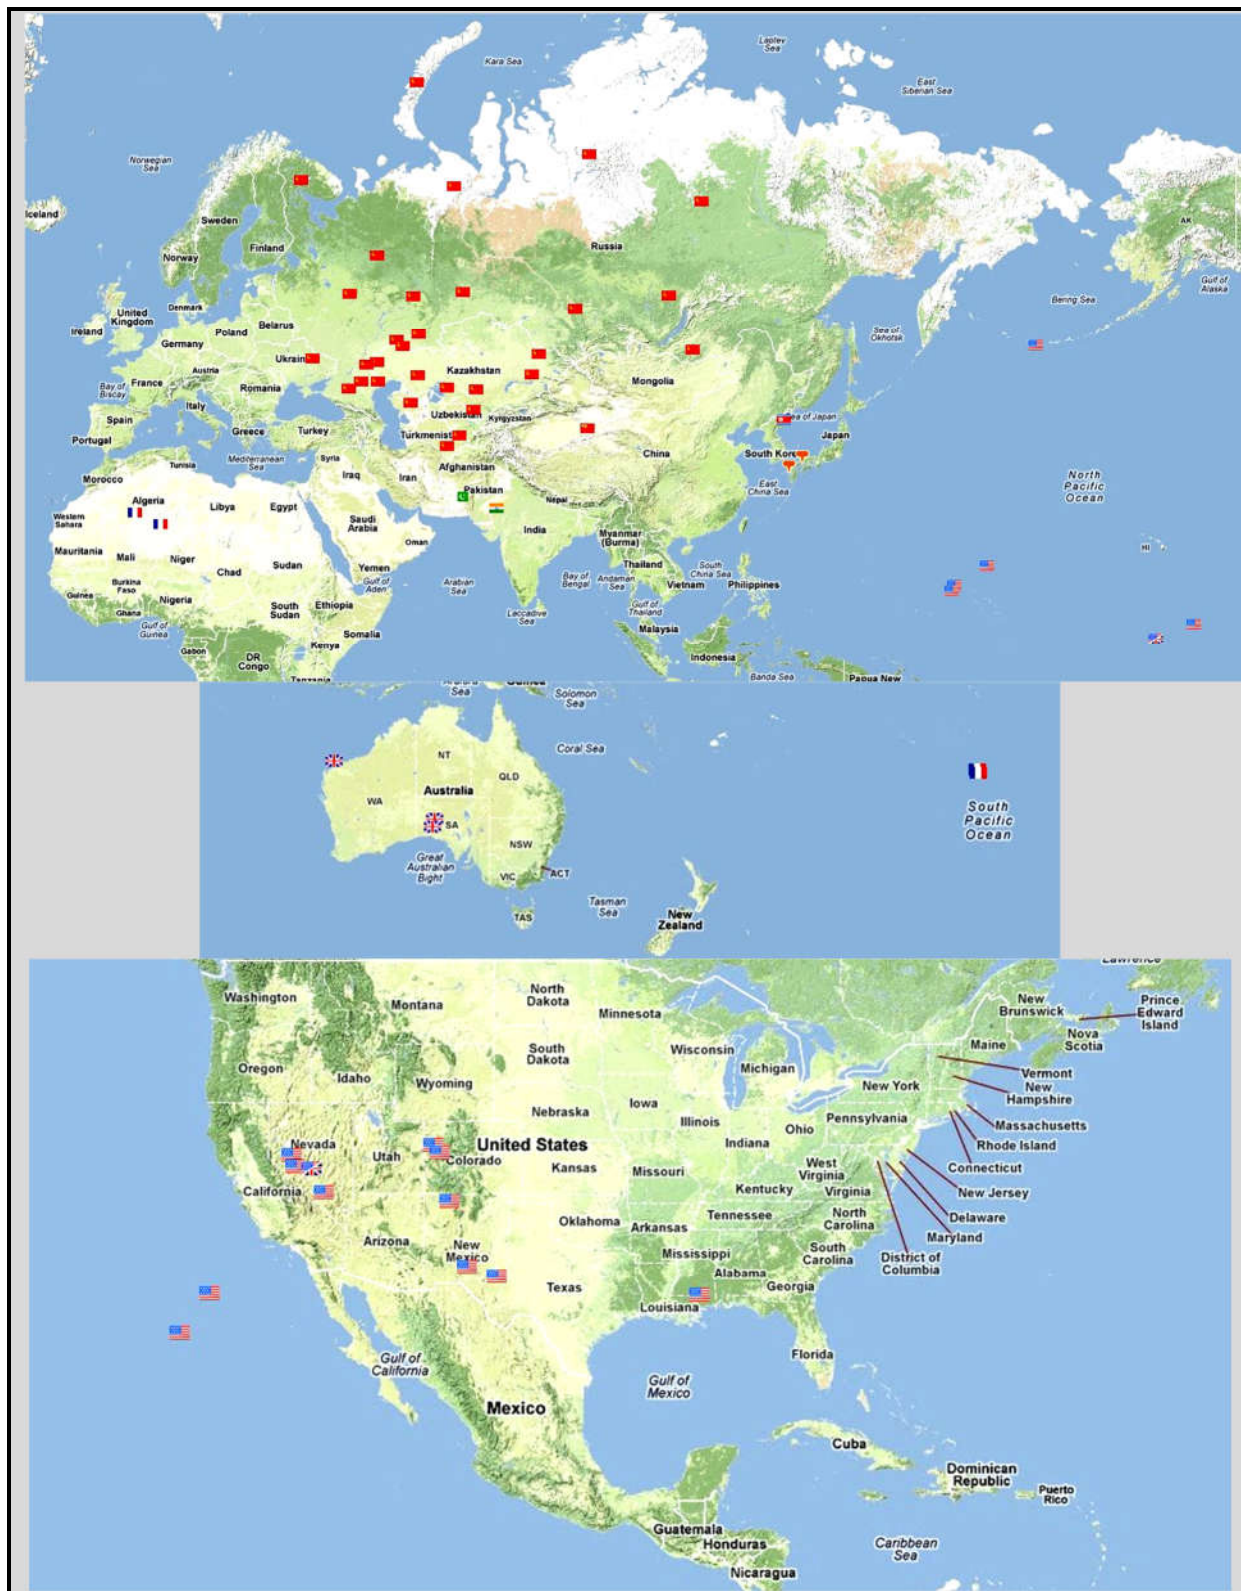 Laptev
Sea
Kara Sea
East
Siberian Sea
Norwegian
Sea
Iceland
Sweden
Finland
Norway
Russia
AK
Gulf of
Alaska
Bering Sea
Sea of
Okhotsk
United
Kingdom
Ireland
Denmark
Belarus
Poland
Germany
Ukrain
Austria
France
Bay of
Biscay
Romania
Kazakhstan
Mongolia
Italy
Spain
Portugal
Greece
Turkey
Uzbekistan
Kyrgyzstan
Turkmenist
Sea of Japan
Japan
South Kore
China
Mediterranean
Sea
Tunisia
Syria
Iraq
Iran
Afghanistan
Pakistan
Nepal
East
China Sea
North
Pacific
Ocean
Morocco
Algeria
Libya
Egypt
Western
Sahara
Saudi
Arabia
India
Myanmar
(Burma)
Oman
HI
Mauritania
Mali
Niger
Chad
Sudan
Yemen
Gulf of
Aden
Arabian
Sea
Bay of
Bengal
Andaman
Sea
Thailand
South
China Sea
Vietnam
Philippines
Burkina
Faso
Guinea
Ghana
Nigeria
South
Sudan
Ethiopia
Laccadive
Sea
Gulf of
Thailand
Gulf of
Guinea
Somalia
Malaysia
Gabon
Kenya
DR
Congo
Indonesia
Tanzania
Banda Sea
Papua New
Guinea
Arafura
Sea
Solomon
Sea
Coral Sea
NT
QLD
Australia
WA
SA
South
Pacific
Ocean
NSW
Great
Australian
Bight
VIC
ACT
TAS
Tasman
Sea
New
Zealand
Lawrence
Washington
Montana
North
Dakota
Minnesota
New
Brunswick
Prince
Edward
Island
Nova
Scotia
Maine
Oregon
Idaho
Wyoming
South
Dakota
Wisconsin
Michigan
Vermont
New York
New
Hampshire
Nebraska
Iowa
Illinois
Indiana
Ohio
Pennsylvania
Massachusetts
Rhode Island
Connecticut
Nevada
Utah
Colorado
United States
Kansas
Missouri
West
Virginia
Kentucky
Virginia
New Jersey
California
Delaware
Maryland
District of
Columbia
Arizona
New
Mexico
Oklahoma
Arkansas
Tennessee
North
Carolina
Mississippi
South
Carolina
Alabama
Georgia
Texas
Louisiana
Florida
Gulf of
California
Gulf of
Mexico
Mexico
Cuba
Dominican
Republic
Puerto
Rico
Guatemala
Honduras
Nicaragua
Caribbean
Sea